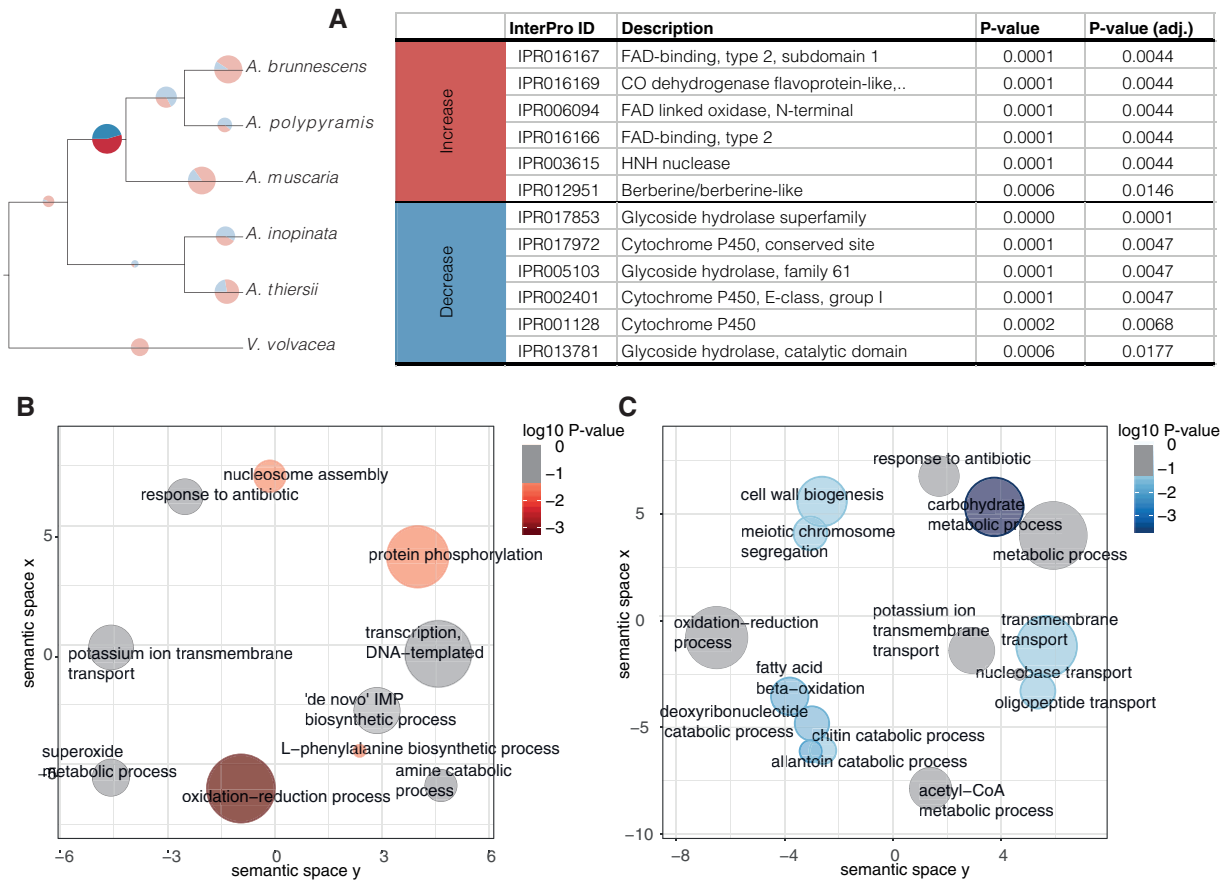 A
A. brunnescens
A. polypyramis
A. muscaria
A. inopinata
A. thiersii
V. volvacea
InterPro ID Description P-value P-value (adj.)
Increase
IPR016167 FAD-binding, type 2, subdomain 1 0.0001 0.0044
IPR016169 CO dehydrogenase flavoprotein-like,.. 0.0001 0.0044
IPR006094 FAD linked oxidase, N-terminal 0.0001 0.0044
IPR016166 FAD-binding, type 2 0.0001 0.0044
IPR003615 HNH nuclease 0.0001 0.0044
IPR012951 Berberine/berberine-like 0.0006 0.0146
Decrease
IPR017853 Glycoside hydrolase superfamily 0.0000 0.0001
IPR017972 Cytochrome P450, conserved site 0.0001 0.0047
IPR005103 Glycoside hydrolase, family 61 0.0001 0.0047
IPR002401 Cytochrome P450, E-class, group I 0.0001 0.0047
IPR001128 Cytochrome P450 0.0002 0.0068
IPR013781 Glycoside hydrolase, catalytic domain 0.0006 0.0177
B
log10 P-value
0
−1
−2
−3
nucleosome assembly
response to antibiotic
protein phosphorylation
transcription,
DNA−templated
potassium ion transmembrane
transport
'de novo' IMP
biosynthetic process
L−phenylalanine biosynthetic process
superoxide
metabolic process
amine catabolic
process
oxidation−reduction process
5
0
−5
semantic space x
−6 −3 0 3 6
semantic space y
C
log10 P-value
0
−1
−2
−3
response to antibiotic
cell wall biogenesis
carbohydrate
metabolic process
meiotic chromosome
segregation
metabolic process
potassium ion
transmembrane
transport
transmembrane
transport
oxidation−reduction
process
nucleobase transport
fatty acid
beta−oxidation
oligopeptide transport
deoxyribonucleotide
catabolic process
chitin catabolic process
allantoin catabolic process
acetyl−CoA
metabolic process
5
0
−5
−10
semantic space x
−8 −4 0 4
semantic space y